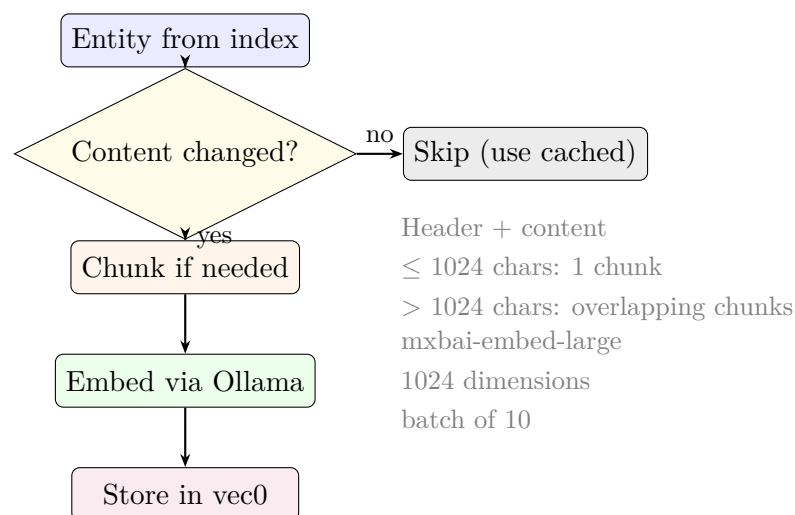 Entity from index
Content changed?
no
Skip (use cached)
yes
Chunk if needed
Header + content
≤ 1024 chars: 1 chunk
> 1024 chars: overlapping chunks
Embed via Ollama
mxbai-embed-large
1024 dimensions
batch of 10
Store in vec0